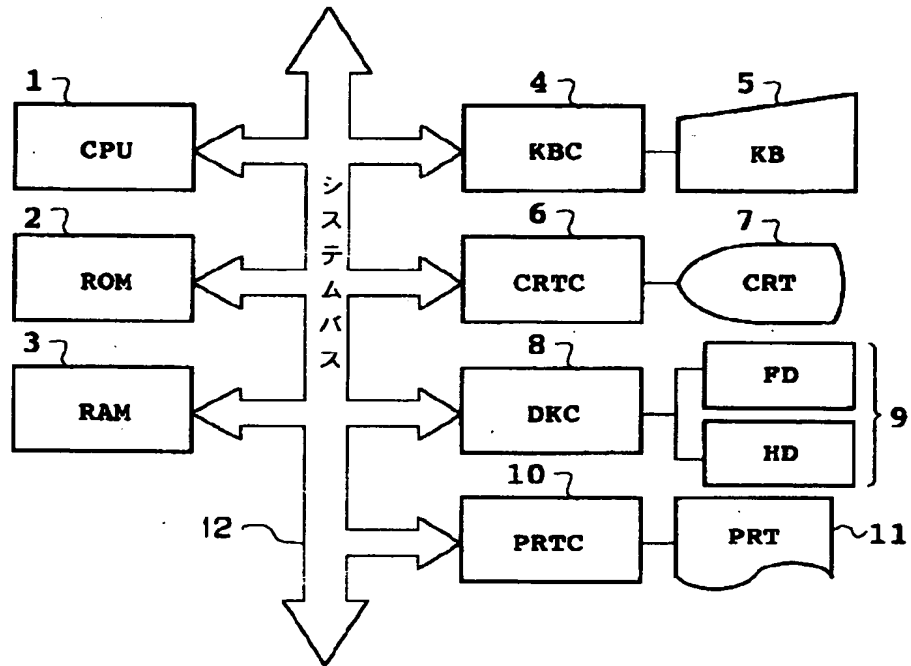 1
CPU
2
ROM
3
RAM
システムバス
12
4
KBC
5
KB
6
CRTC
7
CRT
8
DKC
FD
HD
9
10
PRTC
PRT
11